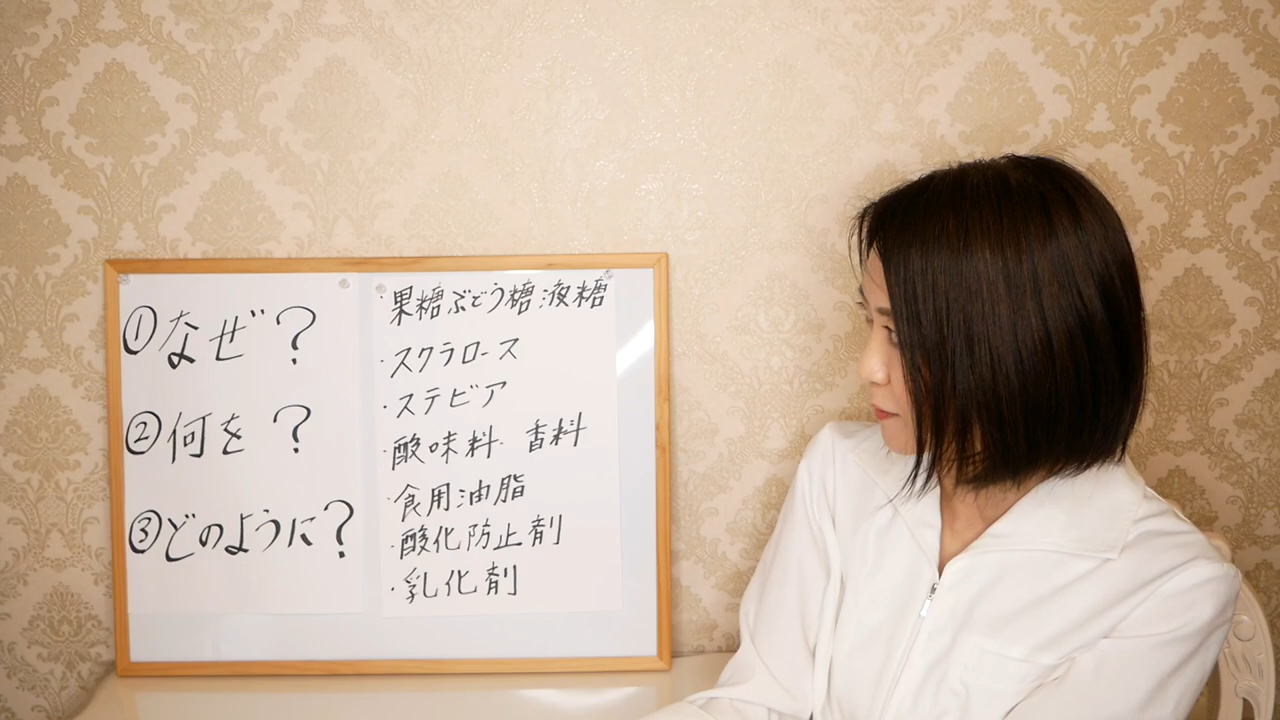 ①なぜ？
②何を？
③どのように？
・果糖ぶどう糖液糖
・スクラロース
・ステビア
・酸味料・香料
・食用油脂
・酸化防止剤
・乳化剤